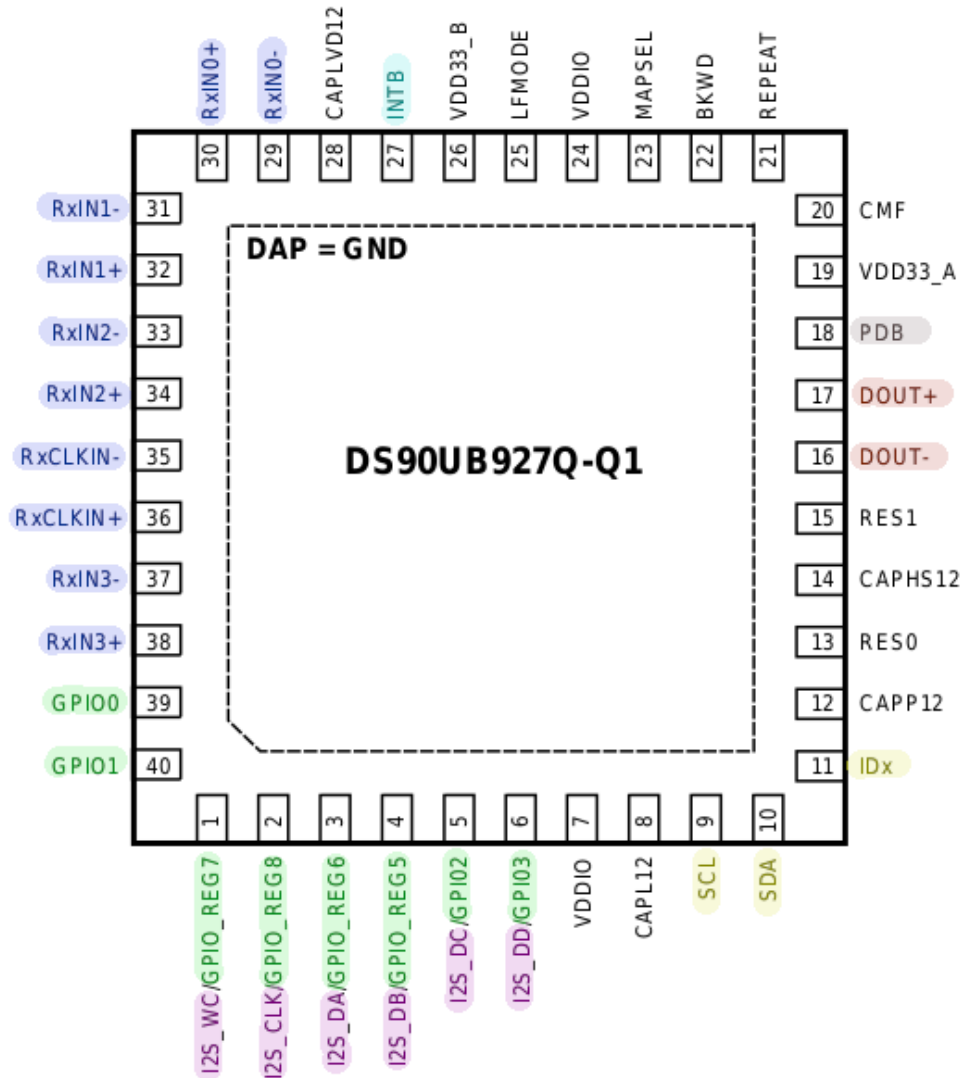 RxIN0+
RxIN0-
CAPLVD12
INTB
VDD33_B
LFMODE
VDDIO
MAPSEL
BKWD
REPEAT
30 29 28 27 26 25 24 23 22 21
RxIN1- 31
RxIN1+ 32
RxIN2- 33
RxIN2+ 34
RxCLKIN- 35
RxCLKIN+ 36
RxIN3- 37
RxIN3+ 38
GPIO0 39
GPIO1 40
DAP = GND
DS90UB927Q-Q1
20 CMF
19 VDD33_A
18 PDB
17 DOUT+
16 DOUT-
15 RES1
14 CAPHS12
13 RES0
12 CAPP12
11 IDx
1 2 3 4 5 6 7 8 9 10
I2S_WC/GPIO_REG7
I2S_CLK/GPIO_REG8
I2S_DA/GPIO_REG6
I2S_DB/GPIO_REG5
I2S_DC/GPI02
I2S_DD/GPI03
VDDIO
CAPL12
SCL
SDA